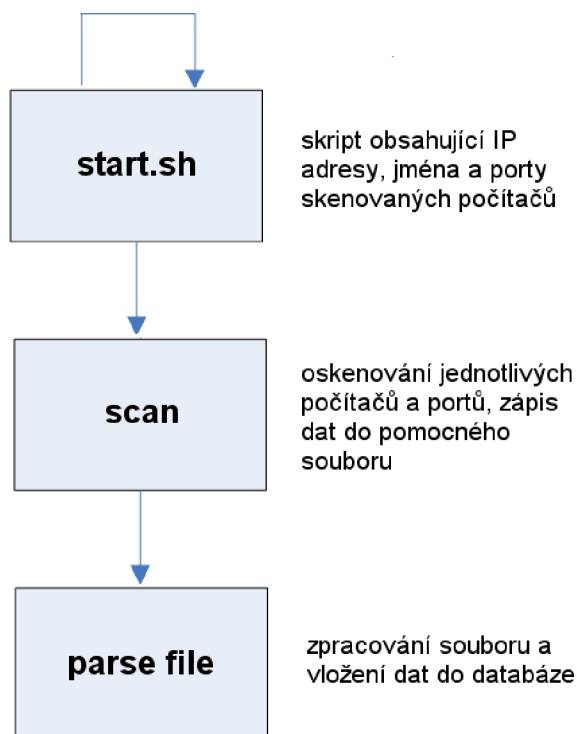 start.sh
skript obsahující IP
adresy, jména a porty
skenovaných počítačů
scan
oskenování jednotlivých
počítačů a portů, zápis
dat do pomocného
souboru
parse file
zpracování souboru a
vložení dat do databáze